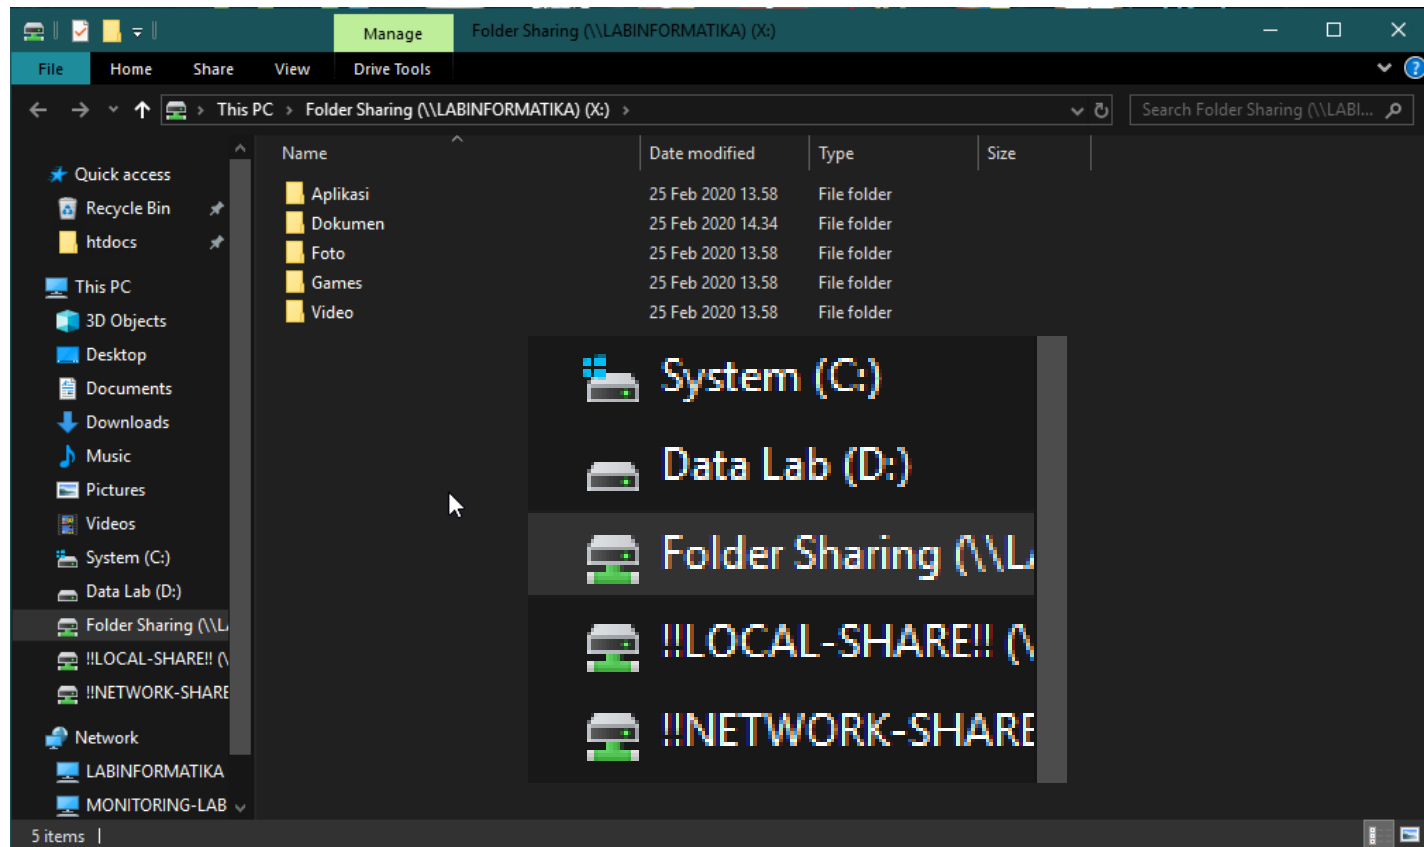 Manage
Folder Sharing (\\LABINFORMATIKA) (X:)
File Home Share View Drive Tools
This PC > Folder Sharing (\\LABINFORMATIKA) (X:) >
Search Folder Sharing (\\LABI...
Name Date modified Type Size
Aplikasi 25 Feb 2020 13.58 File folder
Dokumen 25 Feb 2020 14.34 File folder
Foto 25 Feb 2020 13.58 File folder
Games 25 Feb 2020 13.58 File folder
Video 25 Feb 2020 13.58 File folder
Quick access
Recycle Bin
htdocs
This PC
3D Objects
Desktop
Documents
Downloads
Music
Pictures
Videos
System (C:)
Data Lab (D:)
Folder Sharing (\\L
!!LOCAL-SHARE!! (\
!!NETWORK-SHARE
Network
LABINFORMATIKA
MONITORING-LAB
System (C:)
Data Lab (D:)
Folder Sharing (\\L
!!LOCAL-SHARE!! (\
!!NETWORK-SHARE
5 items